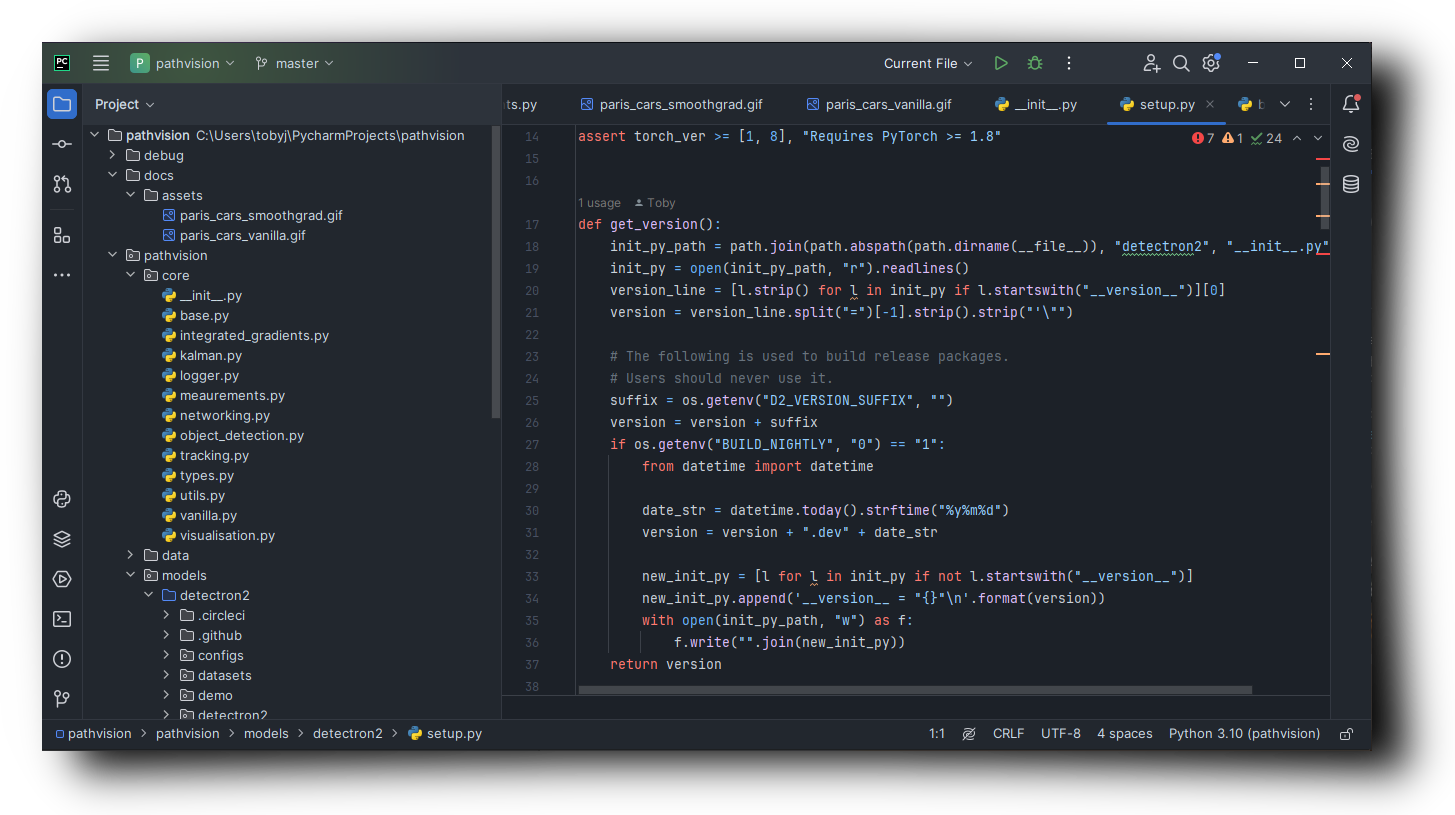 PC
P pathvision master Current File
Project
ts.py paris_cars_smoothgrad.gif paris_cars_vanilla.gif __init__.py setup.py
pathvision C:\Users\tobyj\PycharmProjects\pathvision
debug
docs
assets
paris_cars_smoothgrad.gif
paris_cars_vanilla.gif
pathvision
core
__init__.py
base.py
integrated_gradients.py
kalman.py
logger.py
meaurements.py
networking.py
object_detection.py
tracking.py
types.py
utils.py
vanilla.py
visualisation.py
data
models
detectron2
.circleci
.github
configs
datasets
demo
detectron2
7 1 24
14 assert torch_ver >= [1, 8], "Requires PyTorch >= 1.8"
15
16
1 usage Toby
17 def get_version():
18 init_py_path = path.join(path.abspath(path.dirname(__file__)), "detectron2", "__init__.py"
19 init_py = open(init_py_path, "r").readlines()
20 version_line = [l.strip() for l in init_py if l.startswith("__version__")][0]
21 version = version_line.split("=")[-1].strip().strip("'\"")
22
23 # The following is used to build release packages.
24 # Users should never use it.
25 suffix = os.getenv("D2_VERSION_SUFFIX", "")
26 version = version + suffix
27 if os.getenv("BUILD_NIGHTLY", "0") == "1":
28 from datetime import datetime
29
30 date_str = datetime.today().strftime("%y%m%d")
31 version = version + ".dev" + date_str
32
33 new_init_py = [l for l in init_py if not l.startswith("__version__")]
34 new_init_py.append('__version__ = "{}"\n'.format(version))
35 with open(init_py_path, "w") as f:
36 f.write("".join(new_init_py))
37 return version
38
pathvision > pathvision > models > detectron2 > setup.py 1:1 CRLF UTF-8 4 spaces Python 3.10 (pathvision)